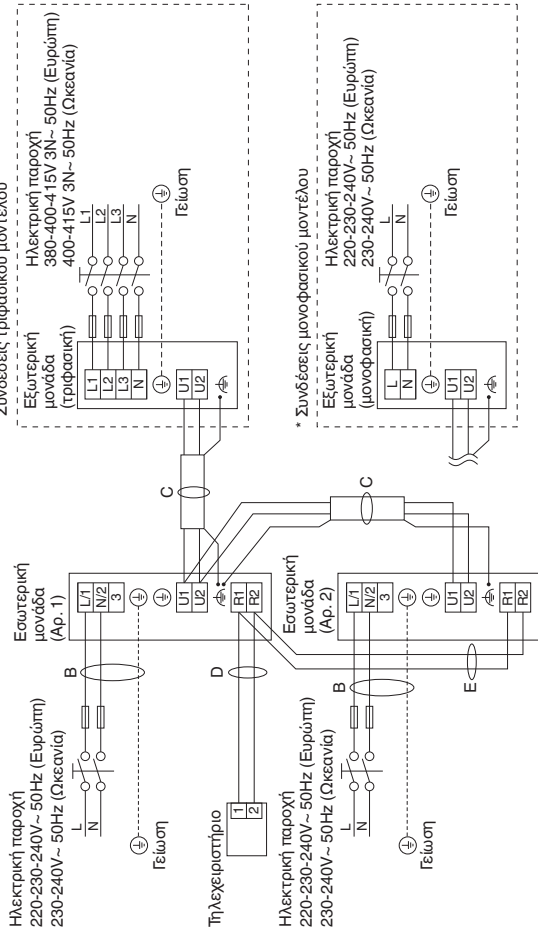 Συνδέσεις τριφασικού μοντέλου
Εξωτερική
μονάδα
(τριφασική)
Ηλεκτρική παροχή
380-400-415V 3N~ 50Hz (Ευρώπη)
400-415V 3N~ 50Hz (Ωκεανία)
L1
L2
L3
N
L1
L2
L3
N
Γείωση
U1
U2
* Συνδέσεις μονοφασικού μοντέλου
Εξωτερική
μονάδα
(μονοφασική)
Ηλεκτρική παροχή
220-230-240V~ 50Hz (Ευρώπη)
230-240V~ 50Hz (Ωκεανία)
L
N
L
N
Γείωση
U1
U2
C
C
Εσωτερική
μονάδα
(Αρ. 1)
L/1
N/2
3
U1
U2
R1
R2
Εσωτερική
μονάδα
(Αρ. 2)
L/1
N/2
3
U1
U2
R1
R2
B
D
B
E
Ηλεκτρική παροχή
220-230-240V~ 50Hz (Ευρώπη)
230-240V~ 50Hz (Ωκεανία)
L
N
Γείωση
Τηλεχειριστήριο
1
2
Ηλεκτρική παροχή
220-230-240V~ 50Hz (Ευρώπη)
230-240V~ 50Hz (Ωκεανία)
L
N
Γείωση